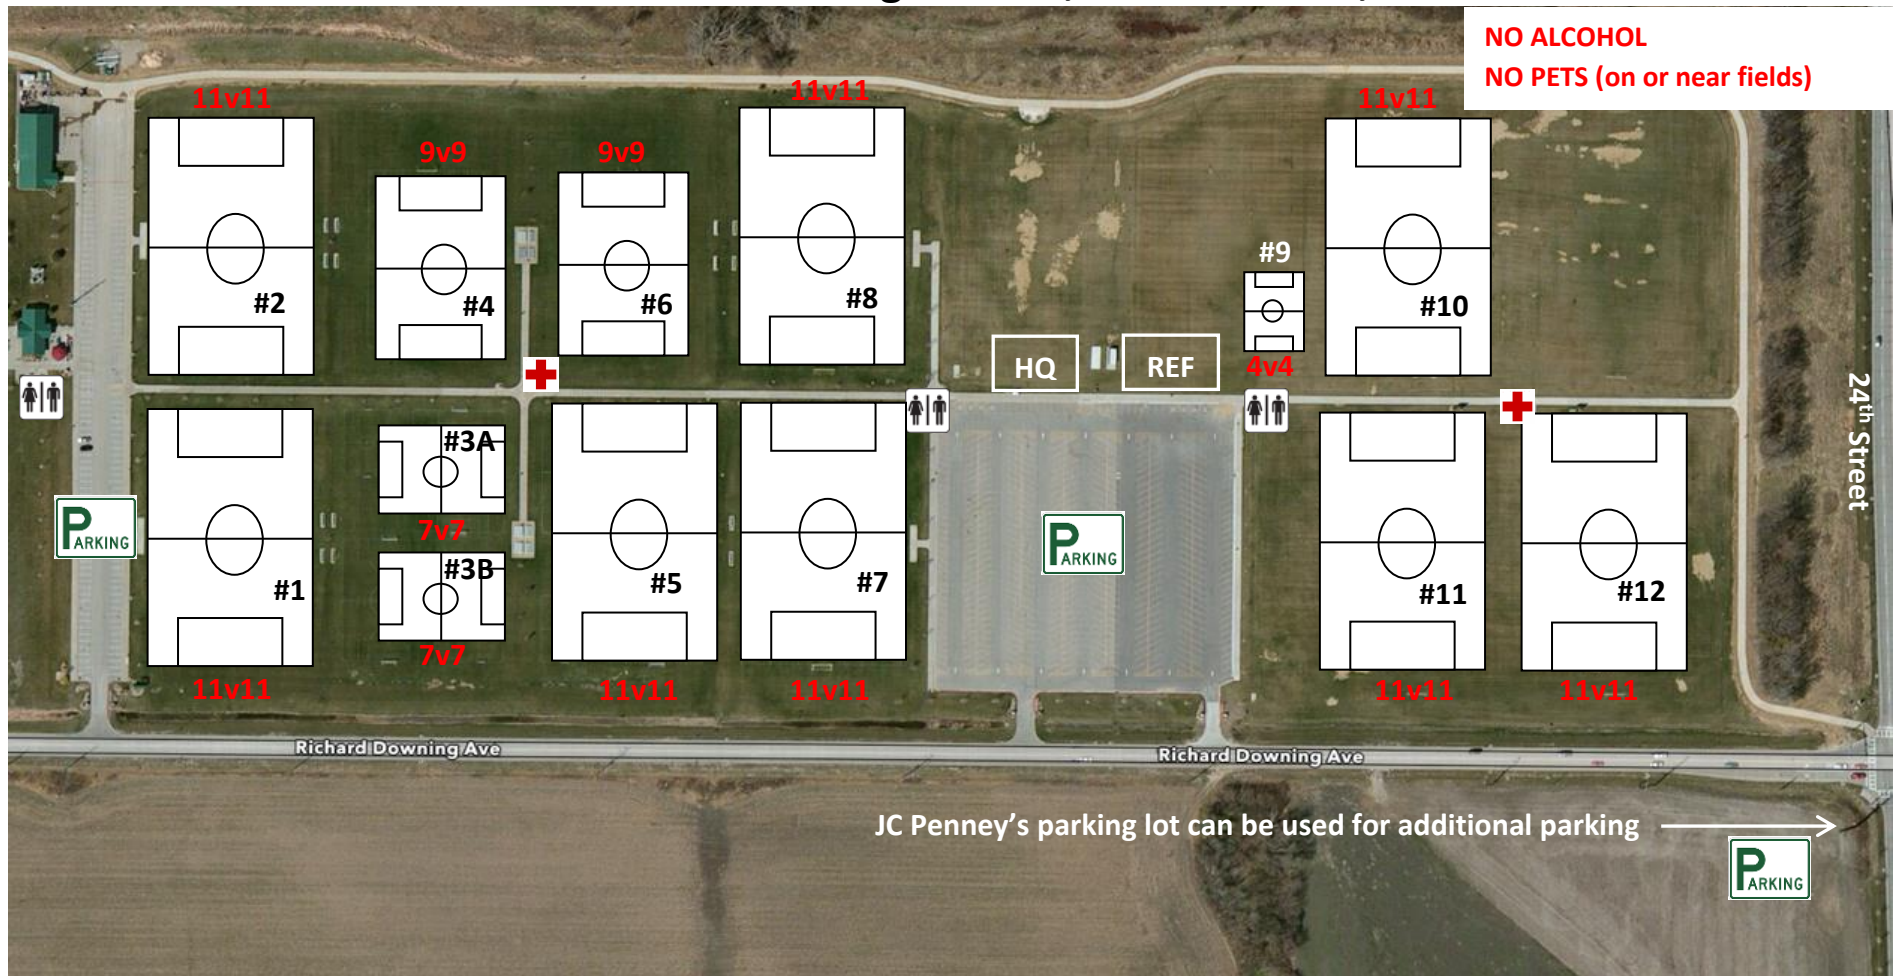 NO ALCOHOL
NO PETS (on or near fields)
11v11
11v11
11v11
9v9
9v9
#2
#4
#6
#8
#9
#10
4v4
HQ
REF
24th Street
#3A
7v7
#3B
7v7
#1
#5
#7
#11
#12
PARKING
PARKING
11v11
11v11
11v11
11v11
11v11
Richard Downing Ave
Richard Downing Ave
JC Penney’s parking lot can be used for additional parking
PARKING